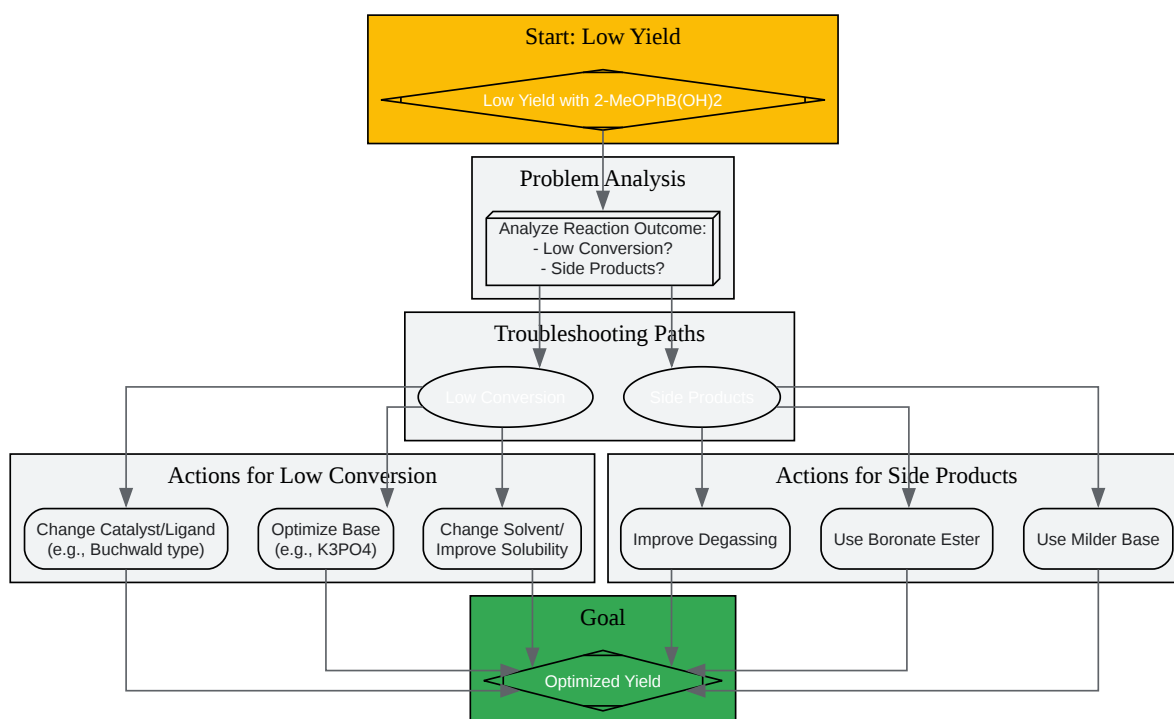 Start: Low Yield
Low Yield with 2-MeOPhB(OH)2
Problem Analysis
Analyze Reaction Outcome:
- Low Conversion?
- Side Products?
Troubleshooting Paths
Low Conversion
Side Products
Actions for Low Conversion
Actions for Side Products
Change Catalyst/Ligand
(e.g., Buchwald type)
Optimize Base
(e.g., K3PO4)
Change Solvent/
Improve Solubility
Improve Degassing
Use Boronate Ester
Use Milder Base
Goal
Optimized Yield